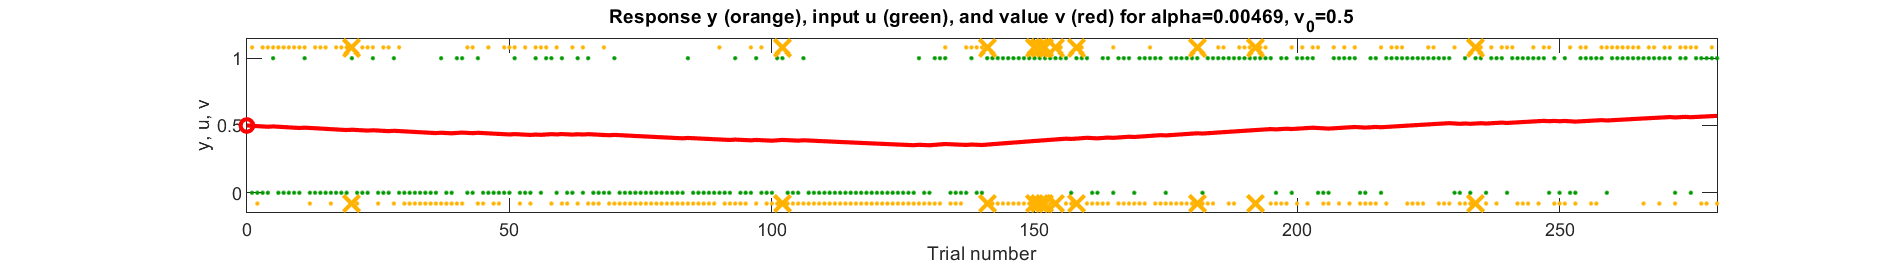 Response y (orange), input u (green), and value v (red) for alpha=0.00469, v0=0.5
y, u, v
1
0.5
0
0 50 100 150 200 250
Trial number